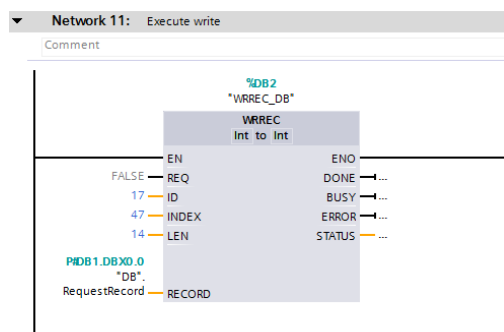 Network 11: Execute write
Comment
%DB2
"WRREC_DB"
WRREC
Int to Int
EN ENO
FALSE REQ DONE ...
17 ID BUSY ...
47 INDEX ERROR ...
14 LEN STATUS ...
P#DB1.DBX0.0
"DB".
RequestRecord RECORD